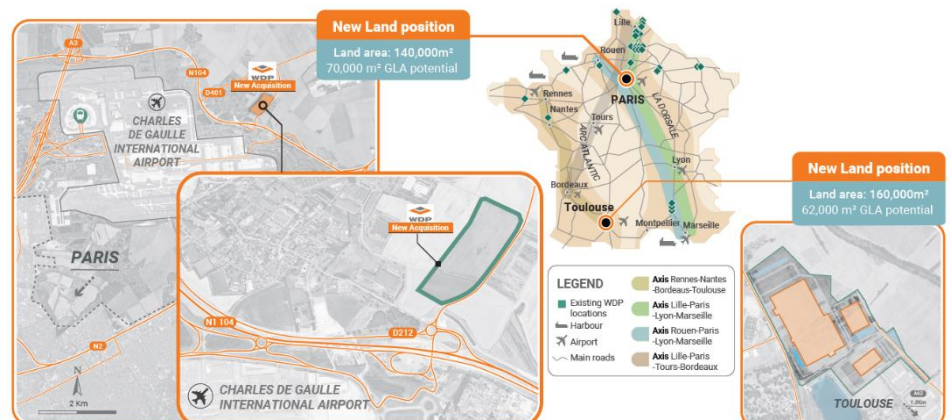 New Land position
Land area: 140,000m²
70,000 m² GLA potential
A3
N104
D401
WDP
New Acquisition
CHARLES
DE GAULLE
INTERNATIONAL
AIRPORT
PARIS
N2
N
2 Km
WDP
New Acquisition
N1 104
D212
CHARLES DE GAULLE
INTERNATIONAL AIRPORT
Lille
Harbour
Rouen
Harbour
PARIS
Rennes
Nantes
Tours
LA DORSALE
ARC ATLANTIC
Lyon
Bordeaux
Toulouse
Montpellier
Marseille
Harbour
New Land position
Land area: 160,000m²
62,000 m² GLA potential
LEGEND
Existing WDP
locations
Harbour
Airport
Main roads
Axis Rennes-Nantes
-Bordeaus-Toulouse
Axis Lille-Paris
-Lyon-Marseille
Axis Rouen-Paris
-Lyon-Marseille
Axis Lille-Paris
-Tours-Bordeaux
TOULOUSE